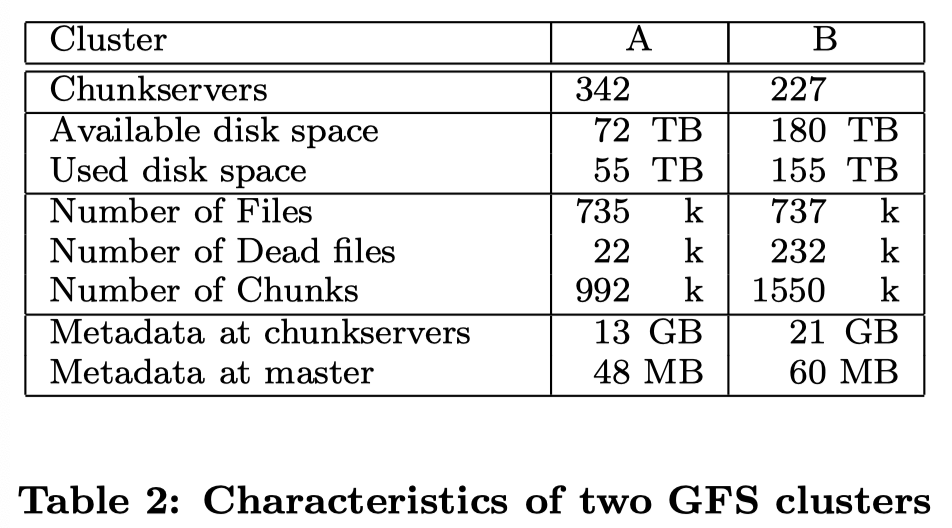 Cluster A B
Chunkservers 342 227
Available disk space 72 TB 180 TB
Used disk space 55 TB 155 TB
Number of Files 735 k 737 k
Number of Dead files 22 k 232 k
Number of Chunks 992 k 1550 k
Metadata at chunkservers 13 GB 21 GB
Metadata at master 48 MB 60 MB
Table 2: Characteristics of two GFS clusters